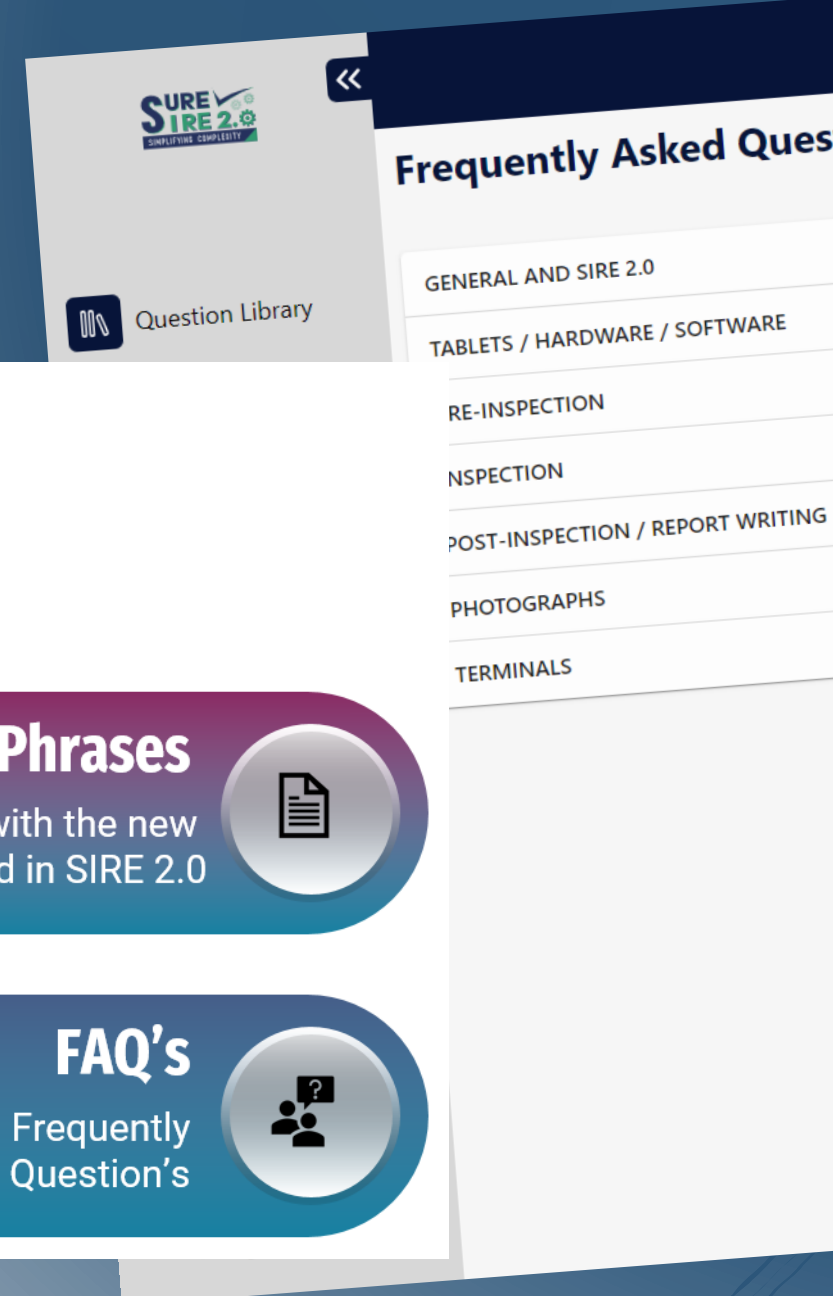 SURE
SIRE 2.0
SIMPLIFYING COMPLEXITY
Frequently Asked Ques
Question Library
GENERAL AND SIRE 2.0
TABLETS / HARDWARE / SOFTWARE
RE-INSPECTION
NSPECTION
POST-INSPECTION / REPORT WRITING
PHOTOGRAPHS
TERMINALS
Phrases
with the new
d in SIRE 2.0
FAQ's
Frequently
Question's
?